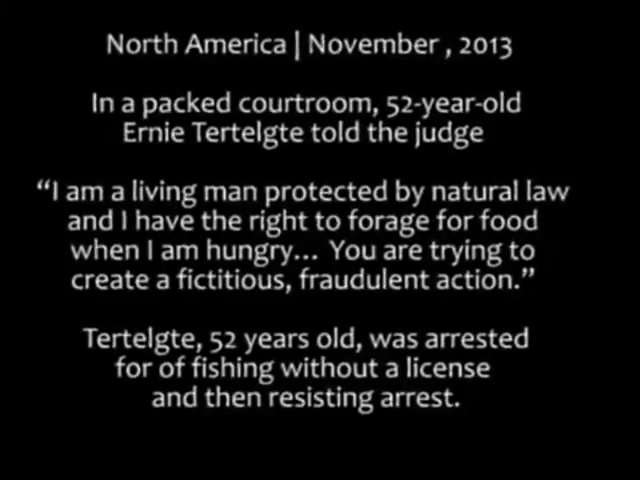 North America | November , 2013
In a packed courtroom, 52-year-old
Ernie Tertelgte told the judge
“I am a living man protected by natural law
and I have the right to forage for food
when I am hungry... You are trying to
create a fictitious, fraudulent action.”
Tertelgte, 52 years old, was arrested
for of fishing without a license
and then resisting arrest.